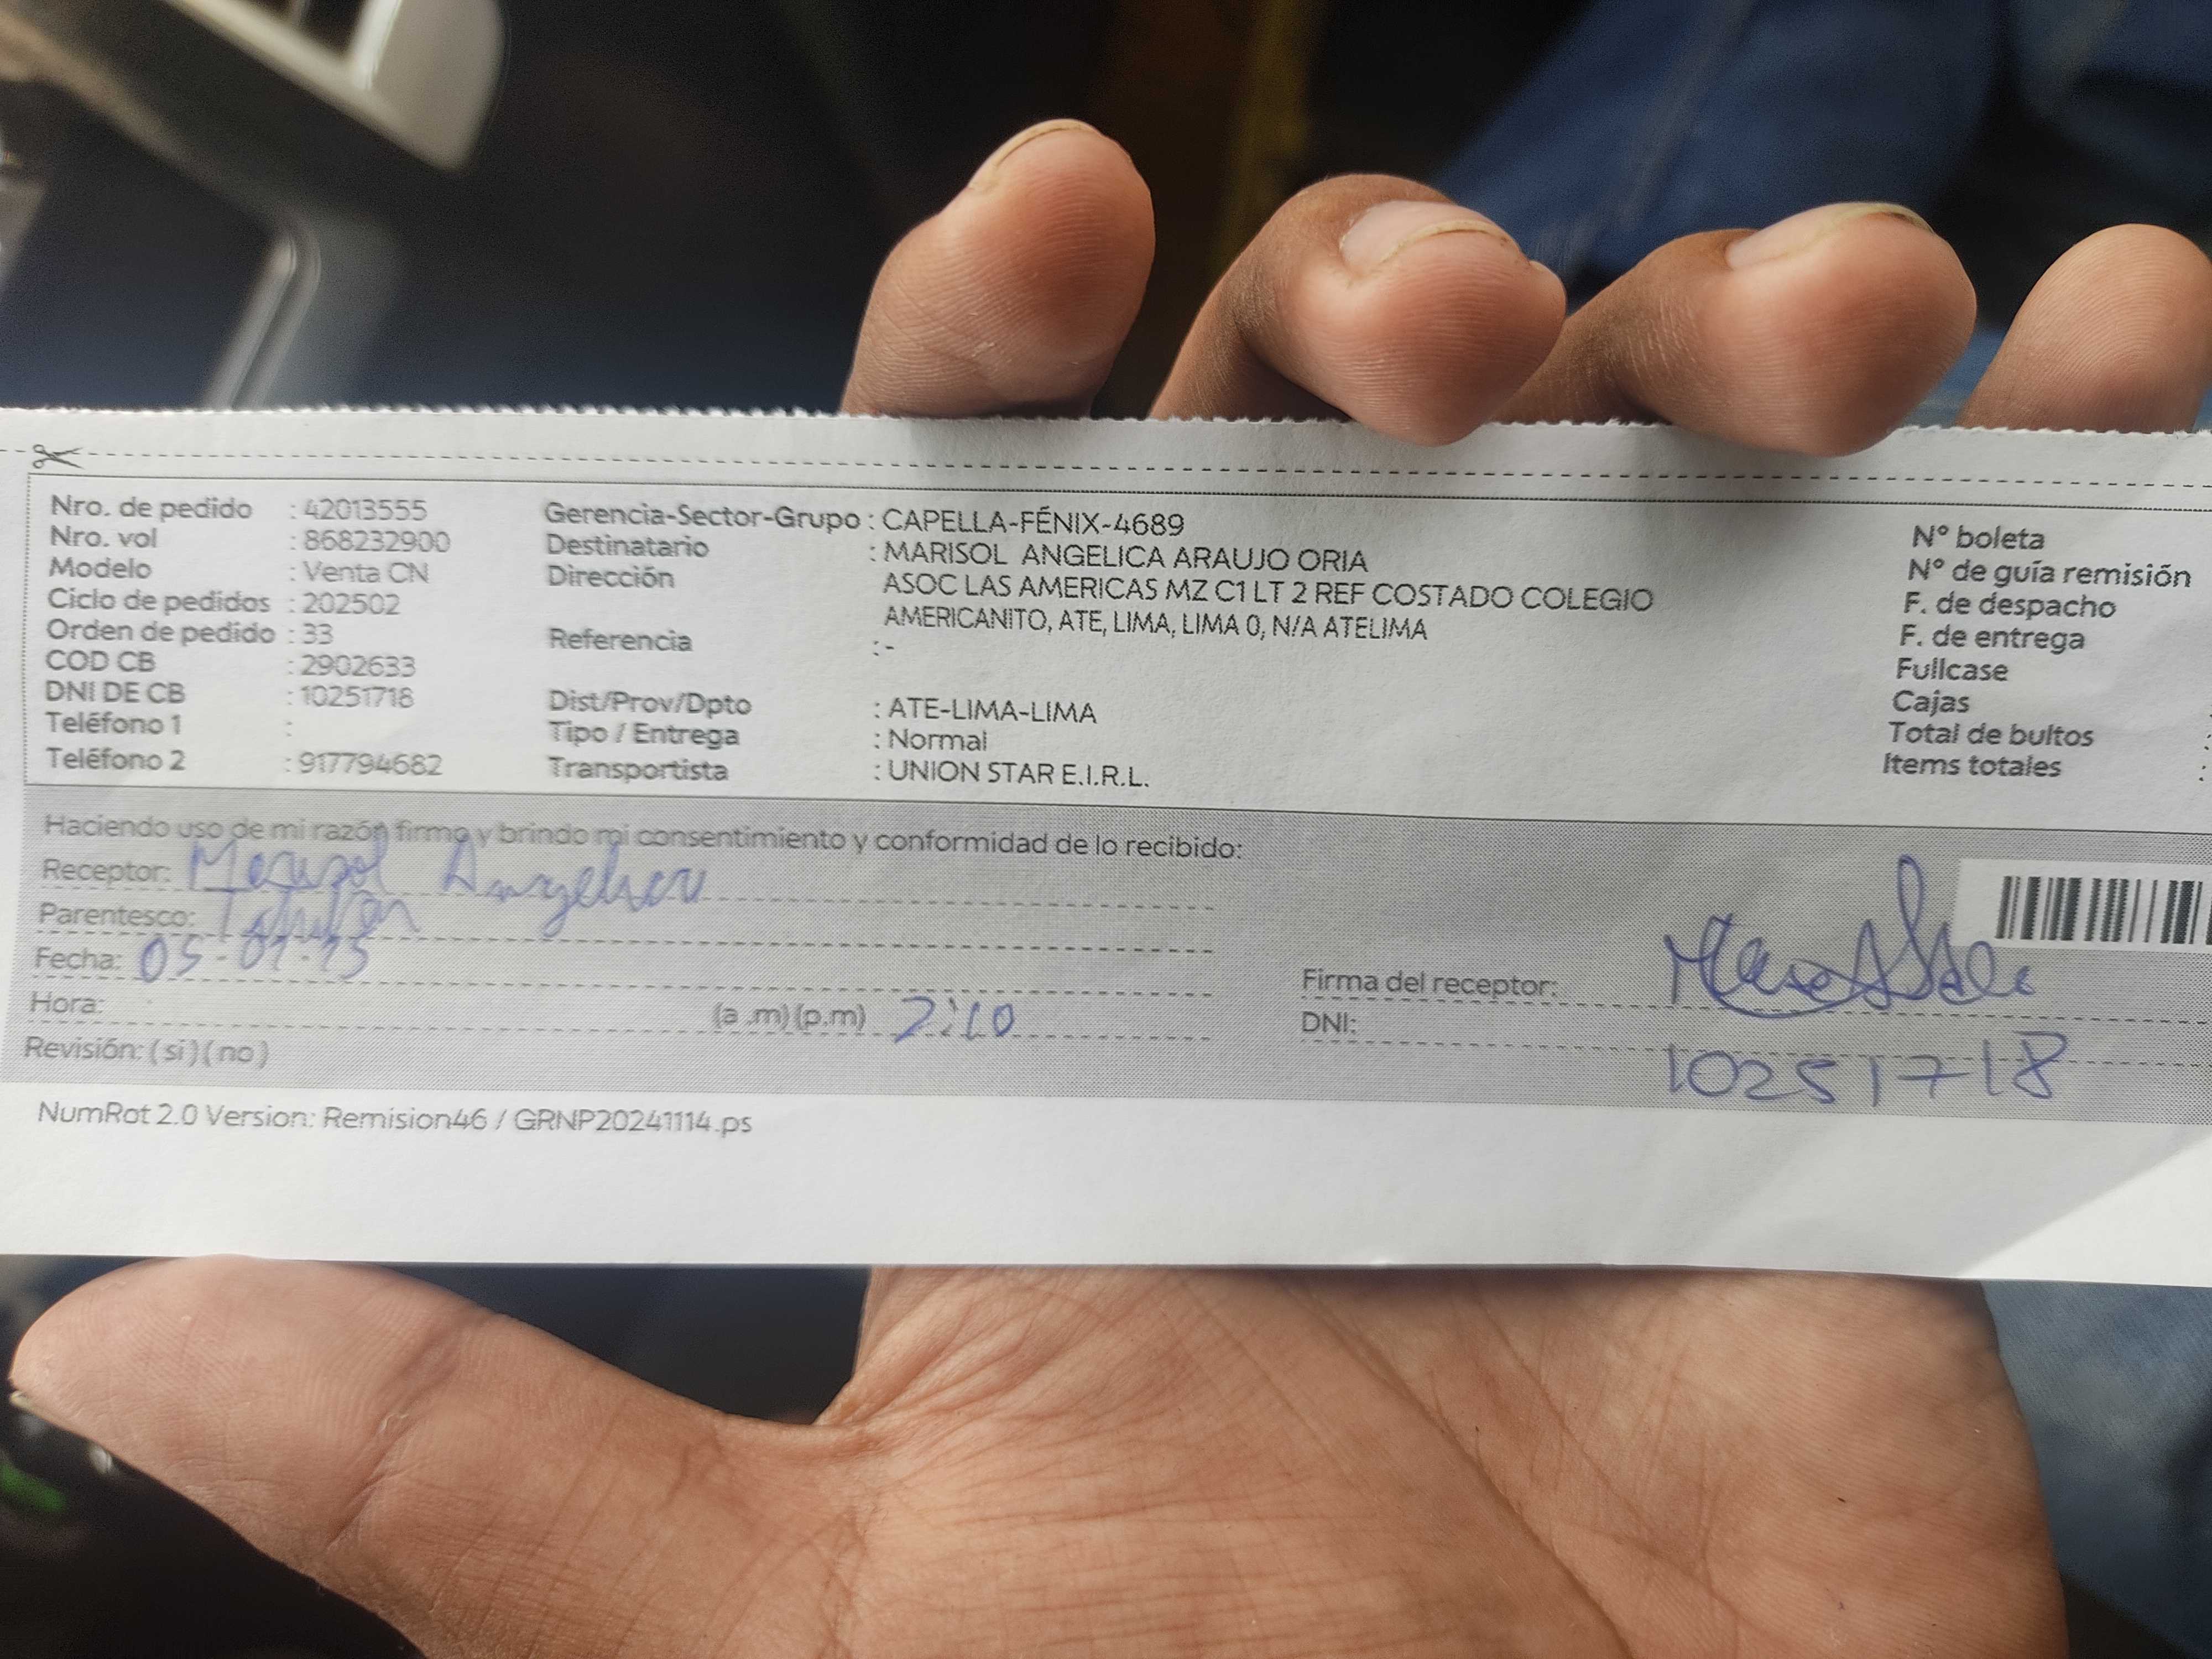 Nro. de pedido : 42013555
Nro. vol : 868232900
Modelo : Venta CN
Ciclo de pedidos : 202502
Orden de pedido : 33
COD CB : 2902633
DNI DE CB : 10251718
Teléfono 1 :
Teléfono 2 : 917794682
Gerencia-Sector-Grupo : CAPELLA-FÉNIX-4689
Destinatario : MARISOL ANGELICA ARAUJO ORIA
Dirección ASOC LAS AMERICAS MZ C1 LT 2 REF COSTADO COLEGIO
AMERICANITO, ATE, LIMA, LIMA 0, N/A ATELIMA
Referencia : -
Dist/Prov/Dpto : ATE-LIMA-LIMA
Tipo / Entrega : Normal
Transportista : UNION STAR E.I.R.L.
N° boleta
N° de guía remisión
F. de despacho
F. de entrega
Fullcase
Cajas
Total de bultos
Items totales
Haciendo uso de mi razón firmo y brindo mi consentimiento y conformidad de lo recibido:
Receptor: Marisol Angelica
Parentesco:
Fecha:
Hora: (a .m)(p.m) 2:10
Revisión: ( si )( no )
Firma del receptor:
DNI:
10251718
NumRot 2.0 Version: Remision46 / GRNP20241114.ps